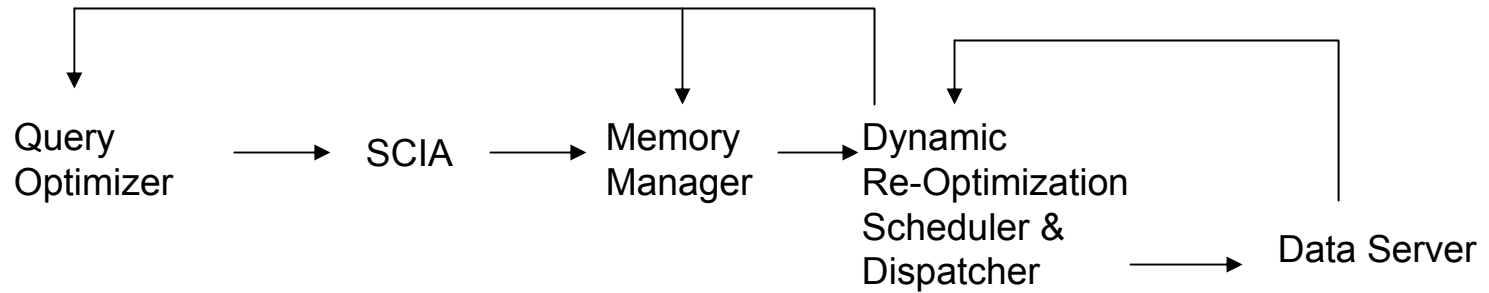 Query
Optimizer
SCIA
Memory
Manager
Dynamic
Re-Optimization
Scheduler &
Dispatcher
Data Server